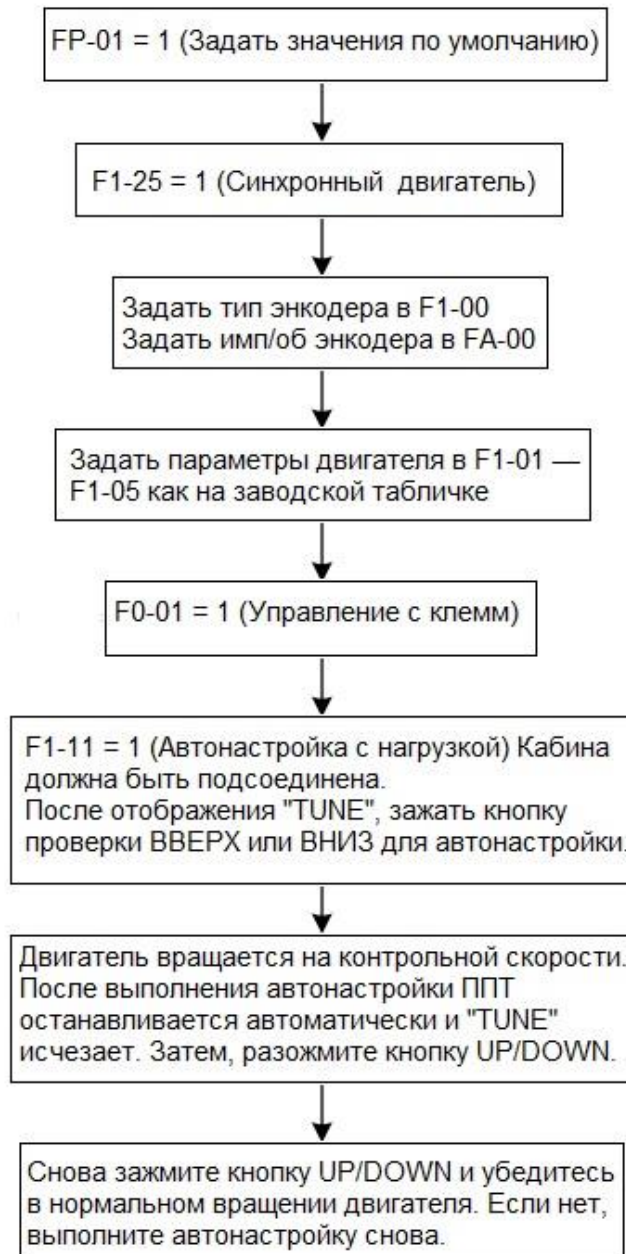 FP-01 = 1 (Задать значения по умолчанию)
F1-25 = 1 (Синхронный двигатель)
Задать тип энкодера в F1-00
Задать имп/об энкодера в FA-00
Задать параметры двигателя в F1-01 —
F1-05 как на заводской табличке
F0-01 = 1 (Управление с клемм)
F1-11 = 1 (Автонастройка с нагрузкой) Кабина
должна быть подсоединена.
После отображения "TUNE", зажать кнопку
проверки ВВЕРХ или ВНИЗ для автонастройки.
Двигатель вращается на контрольной скорости.
После выполнения автонастройки ППТ
останавливается автоматически и "TUNE"
исчезает. Затем, разожмите кнопку UP/DOWN.
Снова зажмите кнопку UP/DOWN и убедитесь
в нормальном вращении двигателя. Если нет,
выполните автонастройку снова.